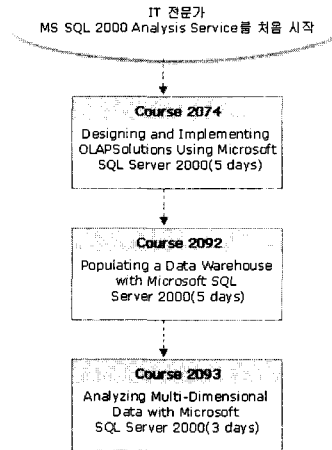 IT 전문가
MS SQL 2000 Analysis Service를 처음 시작
Course 2074
Designing and Implementing
OLAPSolutions Using Microsoft
SQL Server 2000(5 days)
Course 2092
Populating a Data Warehouse
with Microsoft SQL
Server 2000(5 days)
Course 2093
Analyzing Multi-Dimensional
Data with Microsoft
SQL Server 2000(3 days)